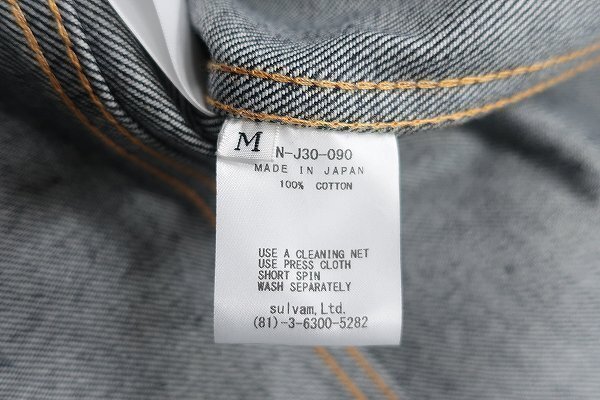 M
N-J30-090
MADE IN JAPAN
100% COTTON
USE A CLEANING NET
USE PRESS CLOTH
SHORT SPIN
WASH SEPARATELY
sulvam,Ltd.
(81)-3-6300-5282